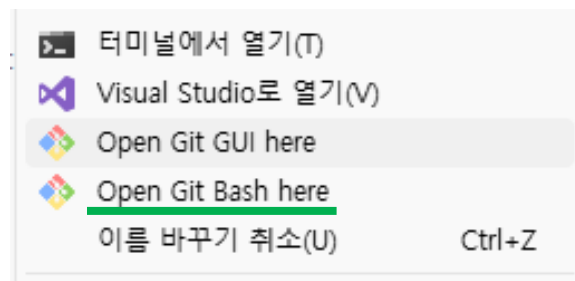 터미널에서 열기(T)
Visual Studio로 열기(V)
Open Git GUI here
Open Git Bash here
이름 바꾸기 취소(U) Ctrl+Z